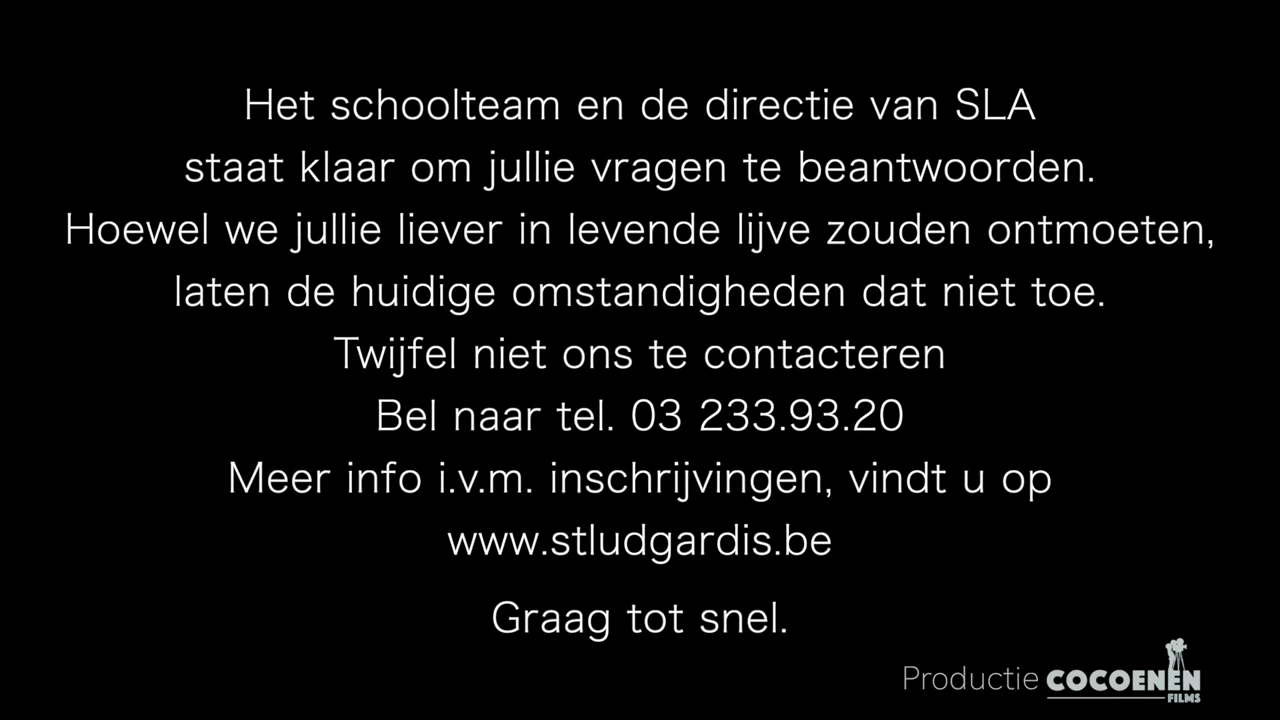 Het schoolteam en de directie van SLA
staat klaar om jullie vragen te beantwoorden.
Hoewel we jullie liever in levende lijve zouden ontmoeten,
laten de huidige omstandigheden dat niet toe.
Twijfel niet ons te contacteren
Bel naar tel. 03 233.93.20
Meer info i.v.m. inschrijvingen, vindt u op
www.stludgardis.be
Graag tot snel.
Productie COCOENEN
FILMS